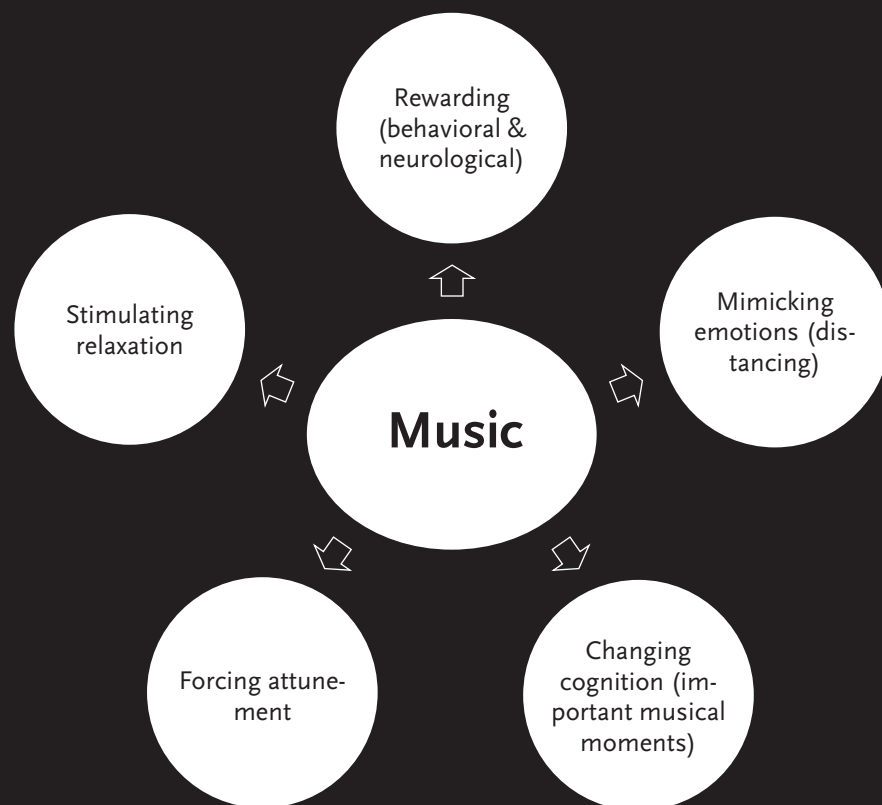 Rewarding
(behavioral &
neurological)
Stimulating
relaxation
Mimicking
emotions (dis-
tancing)
Music
Forcing attune-
ment
Changing
cognition (im-
portant musical
moments)